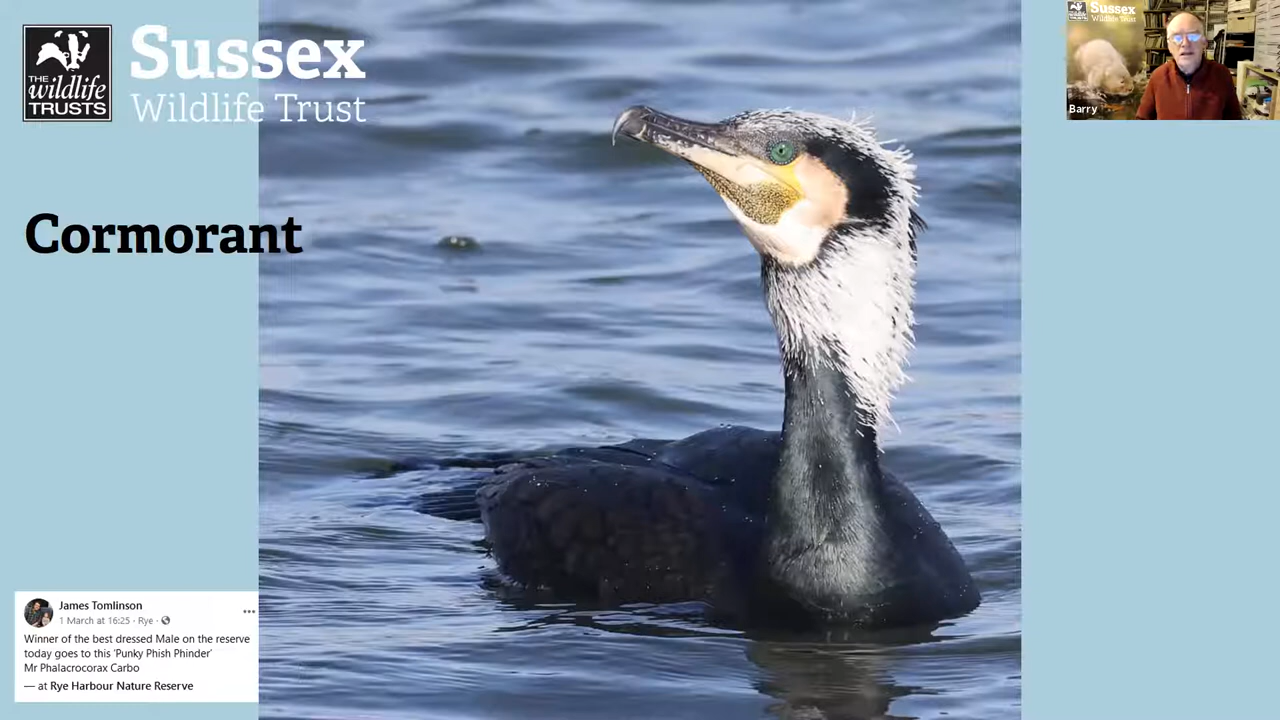 THE
wildlife
TRUSTS
Sussex
Wildlife Trust
Cormorant
James Tomlinson
1 March at 16:25 · Rye ·
Winner of the best dressed Male on the reserve
today goes to this 'Punky Phish Phinder'
Mr Phalacrocorax Carbo
— at Rye Harbour Nature Reserve
Sussex
Wildlife Trust
Barry